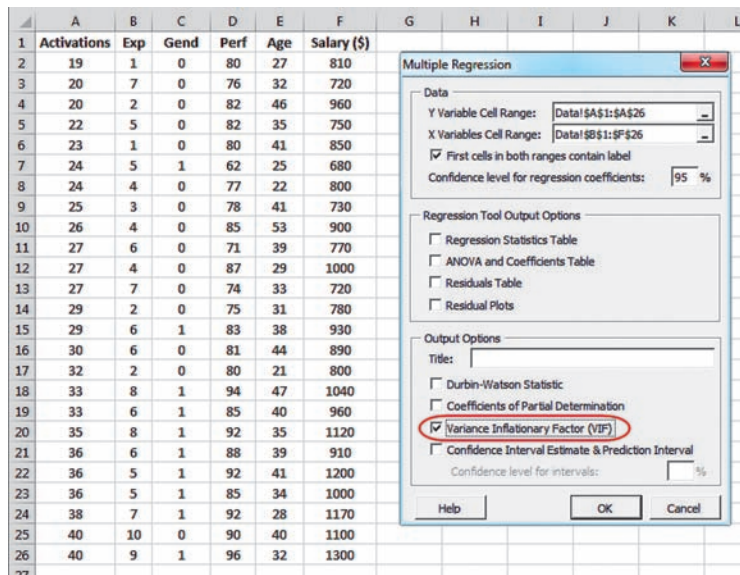 A B C D E F G H I J K L
1 Activations Exp Gend Perf Age Salary ($)
2 19 1 0 80 27 810
3 20 7 0 76 32 720
4 20 2 0 82 46 960
5 22 5 0 82 35 750
6 23 1 0 80 41 850
7 24 5 1 62 25 680
8 24 4 0 77 22 800
9 25 3 0 78 41 730
10 26 4 0 85 53 900
11 27 6 0 71 39 770
12 27 4 0 87 29 1000
13 27 7 0 74 33 720
14 29 2 0 75 31 780
15 29 6 1 83 38 930
16 30 6 0 81 44 890
17 32 2 0 80 21 800
18 33 8 1 94 47 1040
19 33 6 1 85 40 960
20 35 8 1 92 35 1120
21 36 6 1 88 39 910
22 36 5 1 92 41 1200
23 36 5 1 85 34 1000
24 38 7 1 92 28 1170
25 40 10 0 90 40 1100
26 40 9 1 96 32 1300
27
Multiple Regression
Data
Y Variable Cell Range: Data!$A$1:$A$26
X Variables Cell Range: Data!$B$1:$F$26
First cells in both ranges contain label
Confidence level for regression coefficients: 95 %
Regression Tool Output Options
Regression Statistics Table
ANOVA and Coefficients Table
Residuals Table
Residual Plots
Output Options
Title:
Durbin-Watson Statistic
Coefficients of Partial Determination
Variance Inflationary Factor (VIF)
Confidence Interval Estimate & Prediction Interval
Confidence level for intervals: %
Help OK Cancel